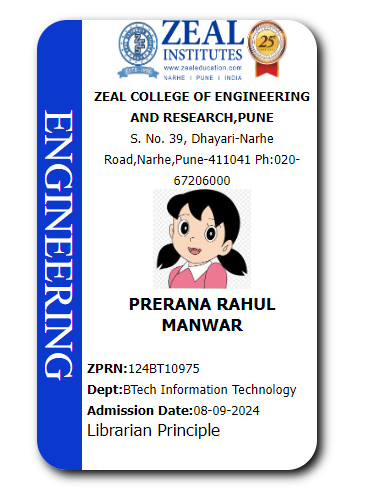 ZEAL
INSTITUTES
www.zealeducation.com
NARHE | PUNE | INDIA
25
ZEAL COLLEGE OF ENGINEERING
AND RESEARCH,PUNE
S. No. 39, Dhayari-Narhe
Road,Narhe,Pune-411041 Ph:020-
67206000
ENGINEERING
PRERANA RAHUL
MANWAR
ZPRN:124BT10975
Dept:BTech Information Technology
Admission Date:08-09-2024
Librarian Principle